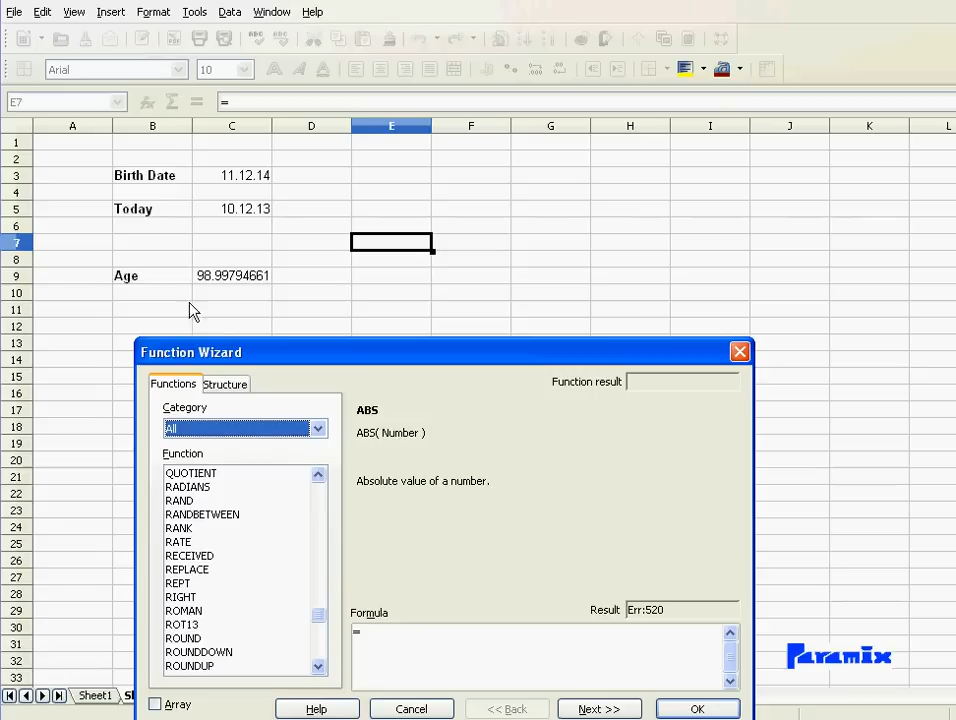 File Edit View Insert Format Tools Data Window Help
Arial 10
E7 =
A B C D E F G H I J K L
1
2
3 Birth Date 11.12.14
4
5 Today 10.12.13
6
7
8
9 Age 98.99794661
10
11
12
13
14
15
16
17
18
19
20
21
22
23
24
25
26
27
28
29
30
31
32
33
Function Wizard
Functions Structure
Function result
Category
All
ABS
ABS( Number )
Function
Absolute value of a number.
QUOTIENT
RADIANS
RAND
RANDBETWEEN
RANK
RATE
RECEIVED
REPLACE
REPT
RIGHT
ROMAN
ROT13
ROUND
ROUNDDOWN
ROUNDUP
Formula
Result Err:520
=
Array
Help Cancel << Back Next >> OK
Sheet1 Sh
Paramix